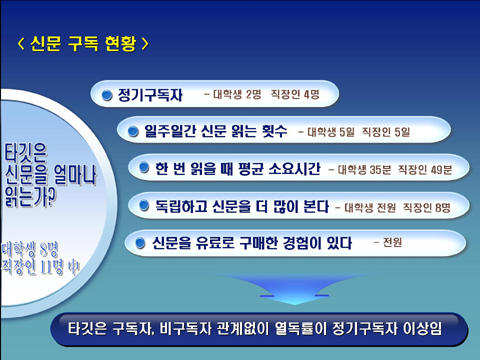 < 신문 구독 현황 >
정기구독자 - 대학생 2명 직장인 4명
일주일간 신문 읽는 횟수 - 대학생 5일 직장인 5일
한 번 읽을 때 평균 소요시간 - 대학생 35분 직장인 49분
독립하고 신문을 더 많이 본다 - 대학생 전원 직장인 8명
신문을 유료로 구매한 경험이 있다 - 전원
타깃은
신문을 얼마나
읽는가?
대학생 8명
직장인 11명 中
타깃은 구독자, 비구독자 관계없이 열독률이 정기구독자 이상임